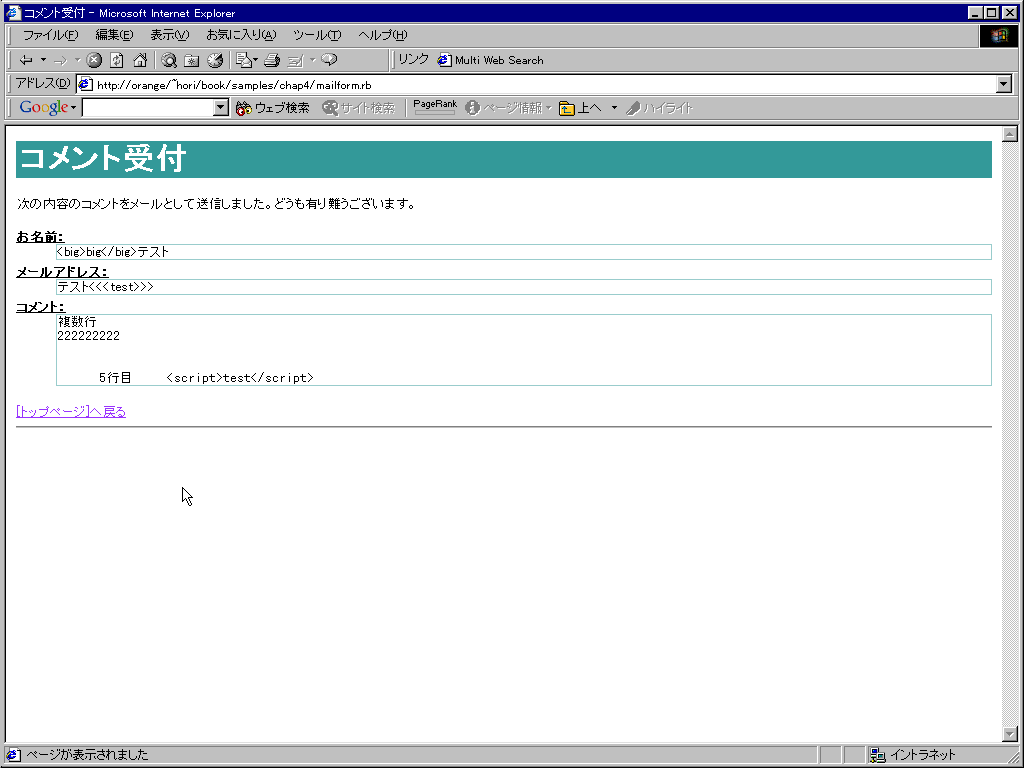 コメント受付 - Microsoft Internet Explorer
ファイル(F) 編集(E) 表示(V) お気に入り(A) ツール(T) ヘルプ(H)
リンク Multi Web Search
アドレス(D) http://orange/~hori/book/samples/chap4/mailform.rb
Google ウェブ検索 サイト検索 PageRank ページ情報 上へ ハイライト
コメント受付
次の内容のコメントをメールとして送信しました。どうも有り難うございます。
お名前:
<big>big</big>テスト
メールアドレス:
テスト<<<test>>>
コメント:
複数行
222222222
5行目 <script>test</script>
[トップページ]へ戻る
ページが表示されました イントラネット